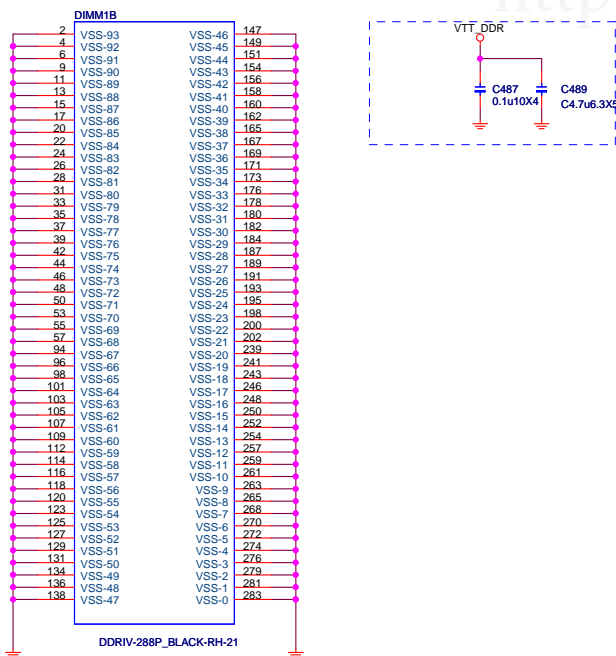 http
DIMM1B
VTT_DDR
2 VSS-93 VSS-46 147
4 VSS-92 VSS-45 149
6 VSS-91 VSS-44 151
9 VSS-90 VSS-43 154
11 VSS-89 VSS-42 156
13 VSS-88 VSS-41 158
15 VSS-87 VSS-40 160
17 VSS-86 VSS-39 162
20 VSS-85 VSS-38 165
22 VSS-84 VSS-37 167
24 VSS-83 VSS-36 169
26 VSS-82 VSS-35 171
28 VSS-81 VSS-34 173
31 VSS-80 VSS-33 176
33 VSS-79 VSS-32 178
35 VSS-78 VSS-31 180
37 VSS-77 VSS-30 182
39 VSS-76 VSS-29 184
42 VSS-75 VSS-28 187
44 VSS-74 VSS-27 189
46 VSS-73 VSS-26 191
48 VSS-72 VSS-25 193
50 VSS-71 VSS-24 195
53 VSS-70 VSS-23 198
55 VSS-69 VSS-22 200
57 VSS-68 VSS-21 202
94 VSS-67 VSS-20 239
96 VSS-66 VSS-19 241
98 VSS-65 VSS-18 243
101 VSS-64 VSS-17 246
103 VSS-63 VSS-16 248
105 VSS-62 VSS-15 250
107 VSS-61 VSS-14 252
109 VSS-60 VSS-13 254
112 VSS-59 VSS-12 257
114 VSS-58 VSS-11 259
116 VSS-57 VSS-10 261
118 VSS-56 VSS-9 263
120 VSS-55 VSS-8 265
123 VSS-54 VSS-7 268
125 VSS-53 VSS-6 270
127 VSS-52 VSS-5 272
129 VSS-51 VSS-4 274
131 VSS-50 VSS-3 276
134 VSS-49 VSS-2 279
136 VSS-48 VSS-1 281
138 VSS-47 VSS-0 283
DDRIV-288P_BLACK-RH-21
C487
0.1u10X4
C489
C4.7u6.3X5